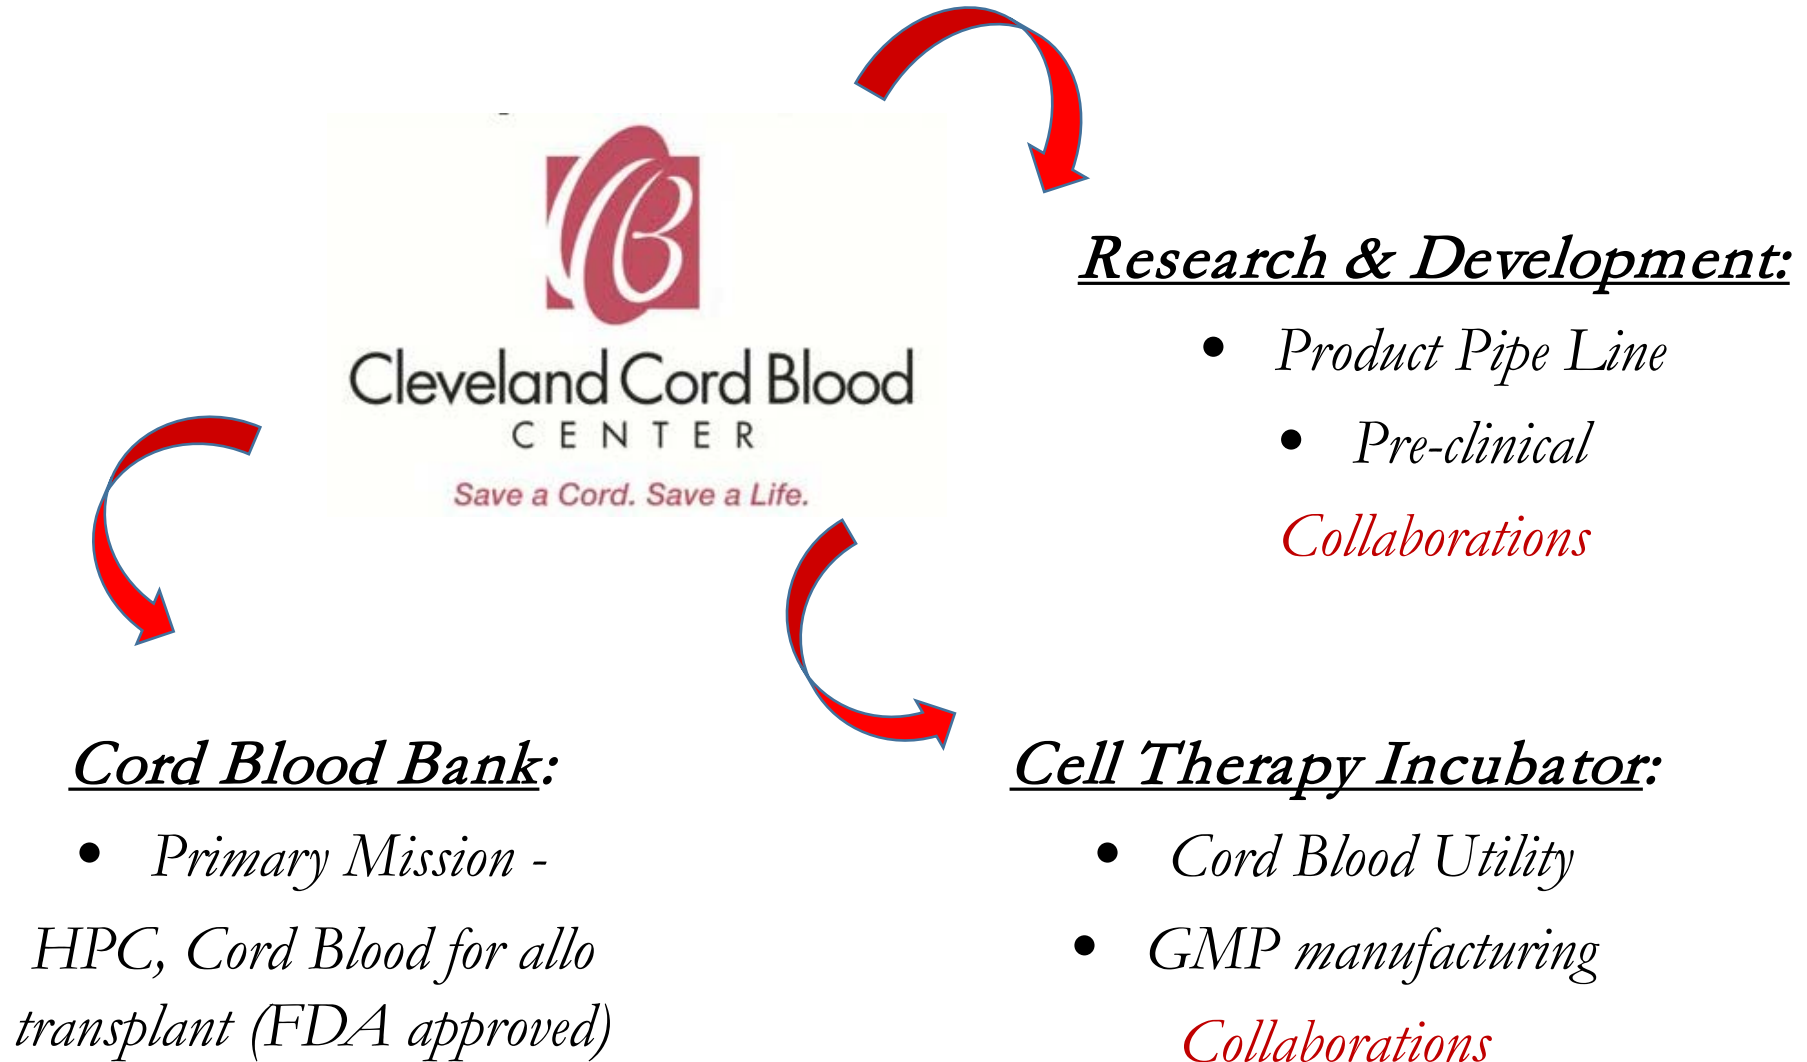 Cleveland Cord Blood
CENTER
Save a Cord. Save a Life.
Research & Development:
• Product Pipe Line
• Pre-clinical
Collaborations
Cord Blood Bank:
• Primary Mission -
HPC, Cord Blood for allo
transplant (FDA approved)
Cell Therapy Incubator:
• Cord Blood Utility
• GMP manufacturing
Collaborations